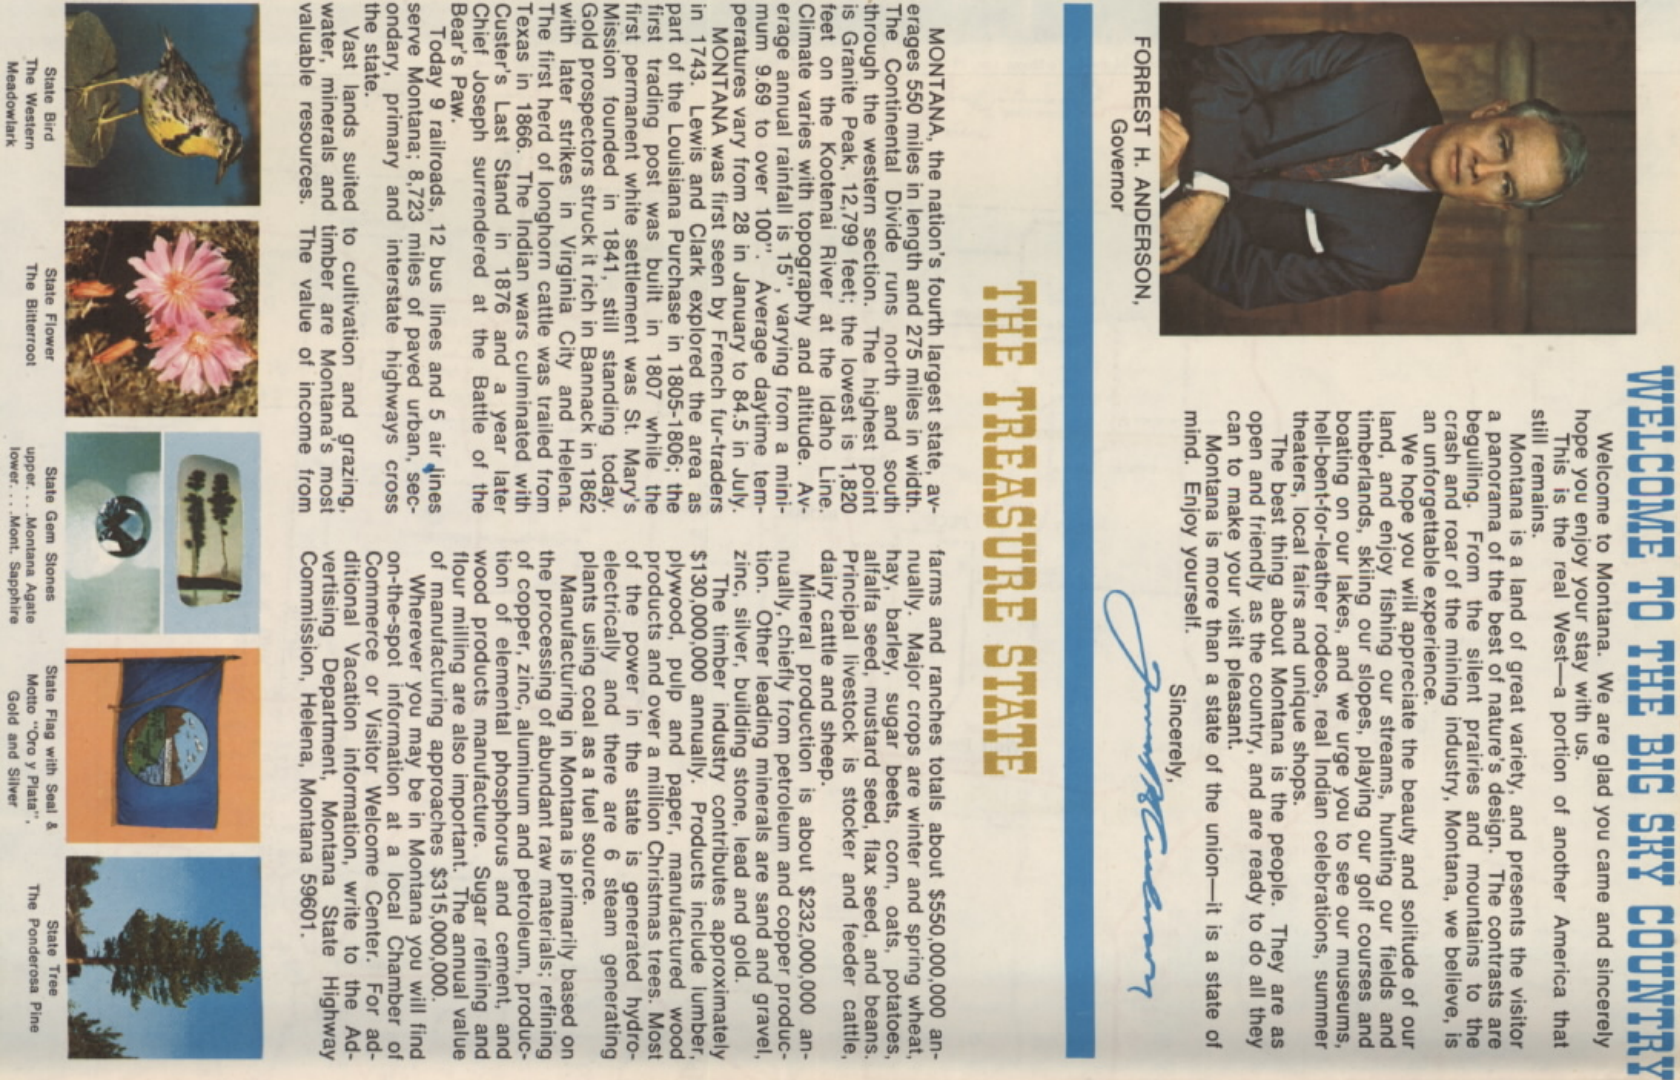 WELCOME TO THE BIG SKY COUNTRY
FORREST H. ANDERSON,
Governor
Welcome to Montana. We are glad you came and sincerely
hope you enjoy your stay with us.
This is the real West—a portion of another America that
still remains.
Montana is a land of great variety, and presents the visitor
a panorama of the best of nature's design. The contrasts are
beguiling. From the silent prairies and mountains to the
crash and roar of the mining industry, Montana, we believe, is
an unforgettable experience.
We hope you will appreciate the beauty and solitude of our
land, and enjoy fishing our streams, hunting our fields and
timberlands, skiing our slopes, playing our golf courses and
boating on our lakes, and we urge you to see our museums,
hell-bent-for-leather rodeos, real Indian celebrations, summer
theaters, local fairs and unique shops.
The best thing about Montana is the people. They are as
open and friendly as the country, and are ready to do all they
can to make your visit pleasant.
Montana is more than a state of the union—it is a state of
mind. Enjoy yourself.
Sincerely,
THE TREASURE STATE
MONTANA, the nation's fourth largest state, av-
erages 550 miles in length and 275 miles in width.
The Continental Divide runs north and south
through the western section. The highest point
is Granite Peak, 12,799 feet; the lowest is 1,820
feet on the Kootenai River at the Idaho Line.
Climate varies with topography and altitude. Av-
erage annual rainfall is 15", varying from a mini-
mum 9.69 to over 100". Average daytime tem-
peratures vary from 28 in January to 84.5 in July.
MONTANA was first seen by French fur-traders
in 1743. Lewis and Clark explored the area as
part of the Louisiana Purchase in 1805-1806; the
first trading post was built in 1807 while the
first permanent white settlement was St. Mary's
Mission founded in 1841, still standing today.
Gold prospectors struck it rich in Bannack in 1862
with later strikes in Virginia City and Helena.
The first herd of longhorn cattle was trailed from
Texas in 1866. The Indian wars culminated with
Custer's Last Stand in 1876 and a year later
Chief Joseph surrendered at the Battle of the
Bear's Paw.
Today 9 railroads, 12 bus lines and 5 air lines
serve Montana; 8,723 miles of paved urban, sec-
ondary, primary and interstate highways cross
the state.
Vast lands suited to cultivation and grazing,
water, minerals and timber are Montana's most
valuable resources. The value of income from
farms and ranches totals about $550,000,000 an-
nually. Major crops are winter and spring wheat,
hay, barley, sugar beets, corn, oats, potatoes,
alfalfa seed, mustard seed, flax seed, and beans.
Principal livestock is stocker and feeder cattle,
dairy cattle and sheep.
Mineral production is about $232,000,000 an-
nually, chiefly from petroleum and copper produc-
tion. Other leading minerals are sand and gravel,
zinc, silver, building stone, lead and gold.
The timber industry contributes approximately
$130,000,000 annually. Products include lumber,
plywood, pulp and paper, manufactured wood
products and over a million Christmas trees. Most
of the power in the state is generated hydro-
electrically and there are 6 steam generating
plants using coal as a fuel source.
Manufacturing in Montana is primarily based on
the processing of abundant raw materials; refining
of copper, zinc, aluminum and petroleum, produc-
tion of elemental phosphorus and cement, and
wood products manufacture. Sugar refining and
flour milling are also important. The annual value
of manufacturing approaches $315,000,000.
Wherever you may be in Montana you will find
on-the-spot information at a local Chamber of
Commerce or Visitor Welcome Center. For ad-
ditional Vacation information, write to the Ad-
vertising Department, Montana State Highway
Commission, Helena, Montana 59601.
State Bird
The Western
Meadowlark
State Flower
The Bitterroot
State Gem Stones
upper. . . .Montana Agate
lower. . . .Mont. Sapphire
State Flag with Seal &
Motto "Oro y Plata",
Gold and Silver
State Tree
The Ponderosa Pine